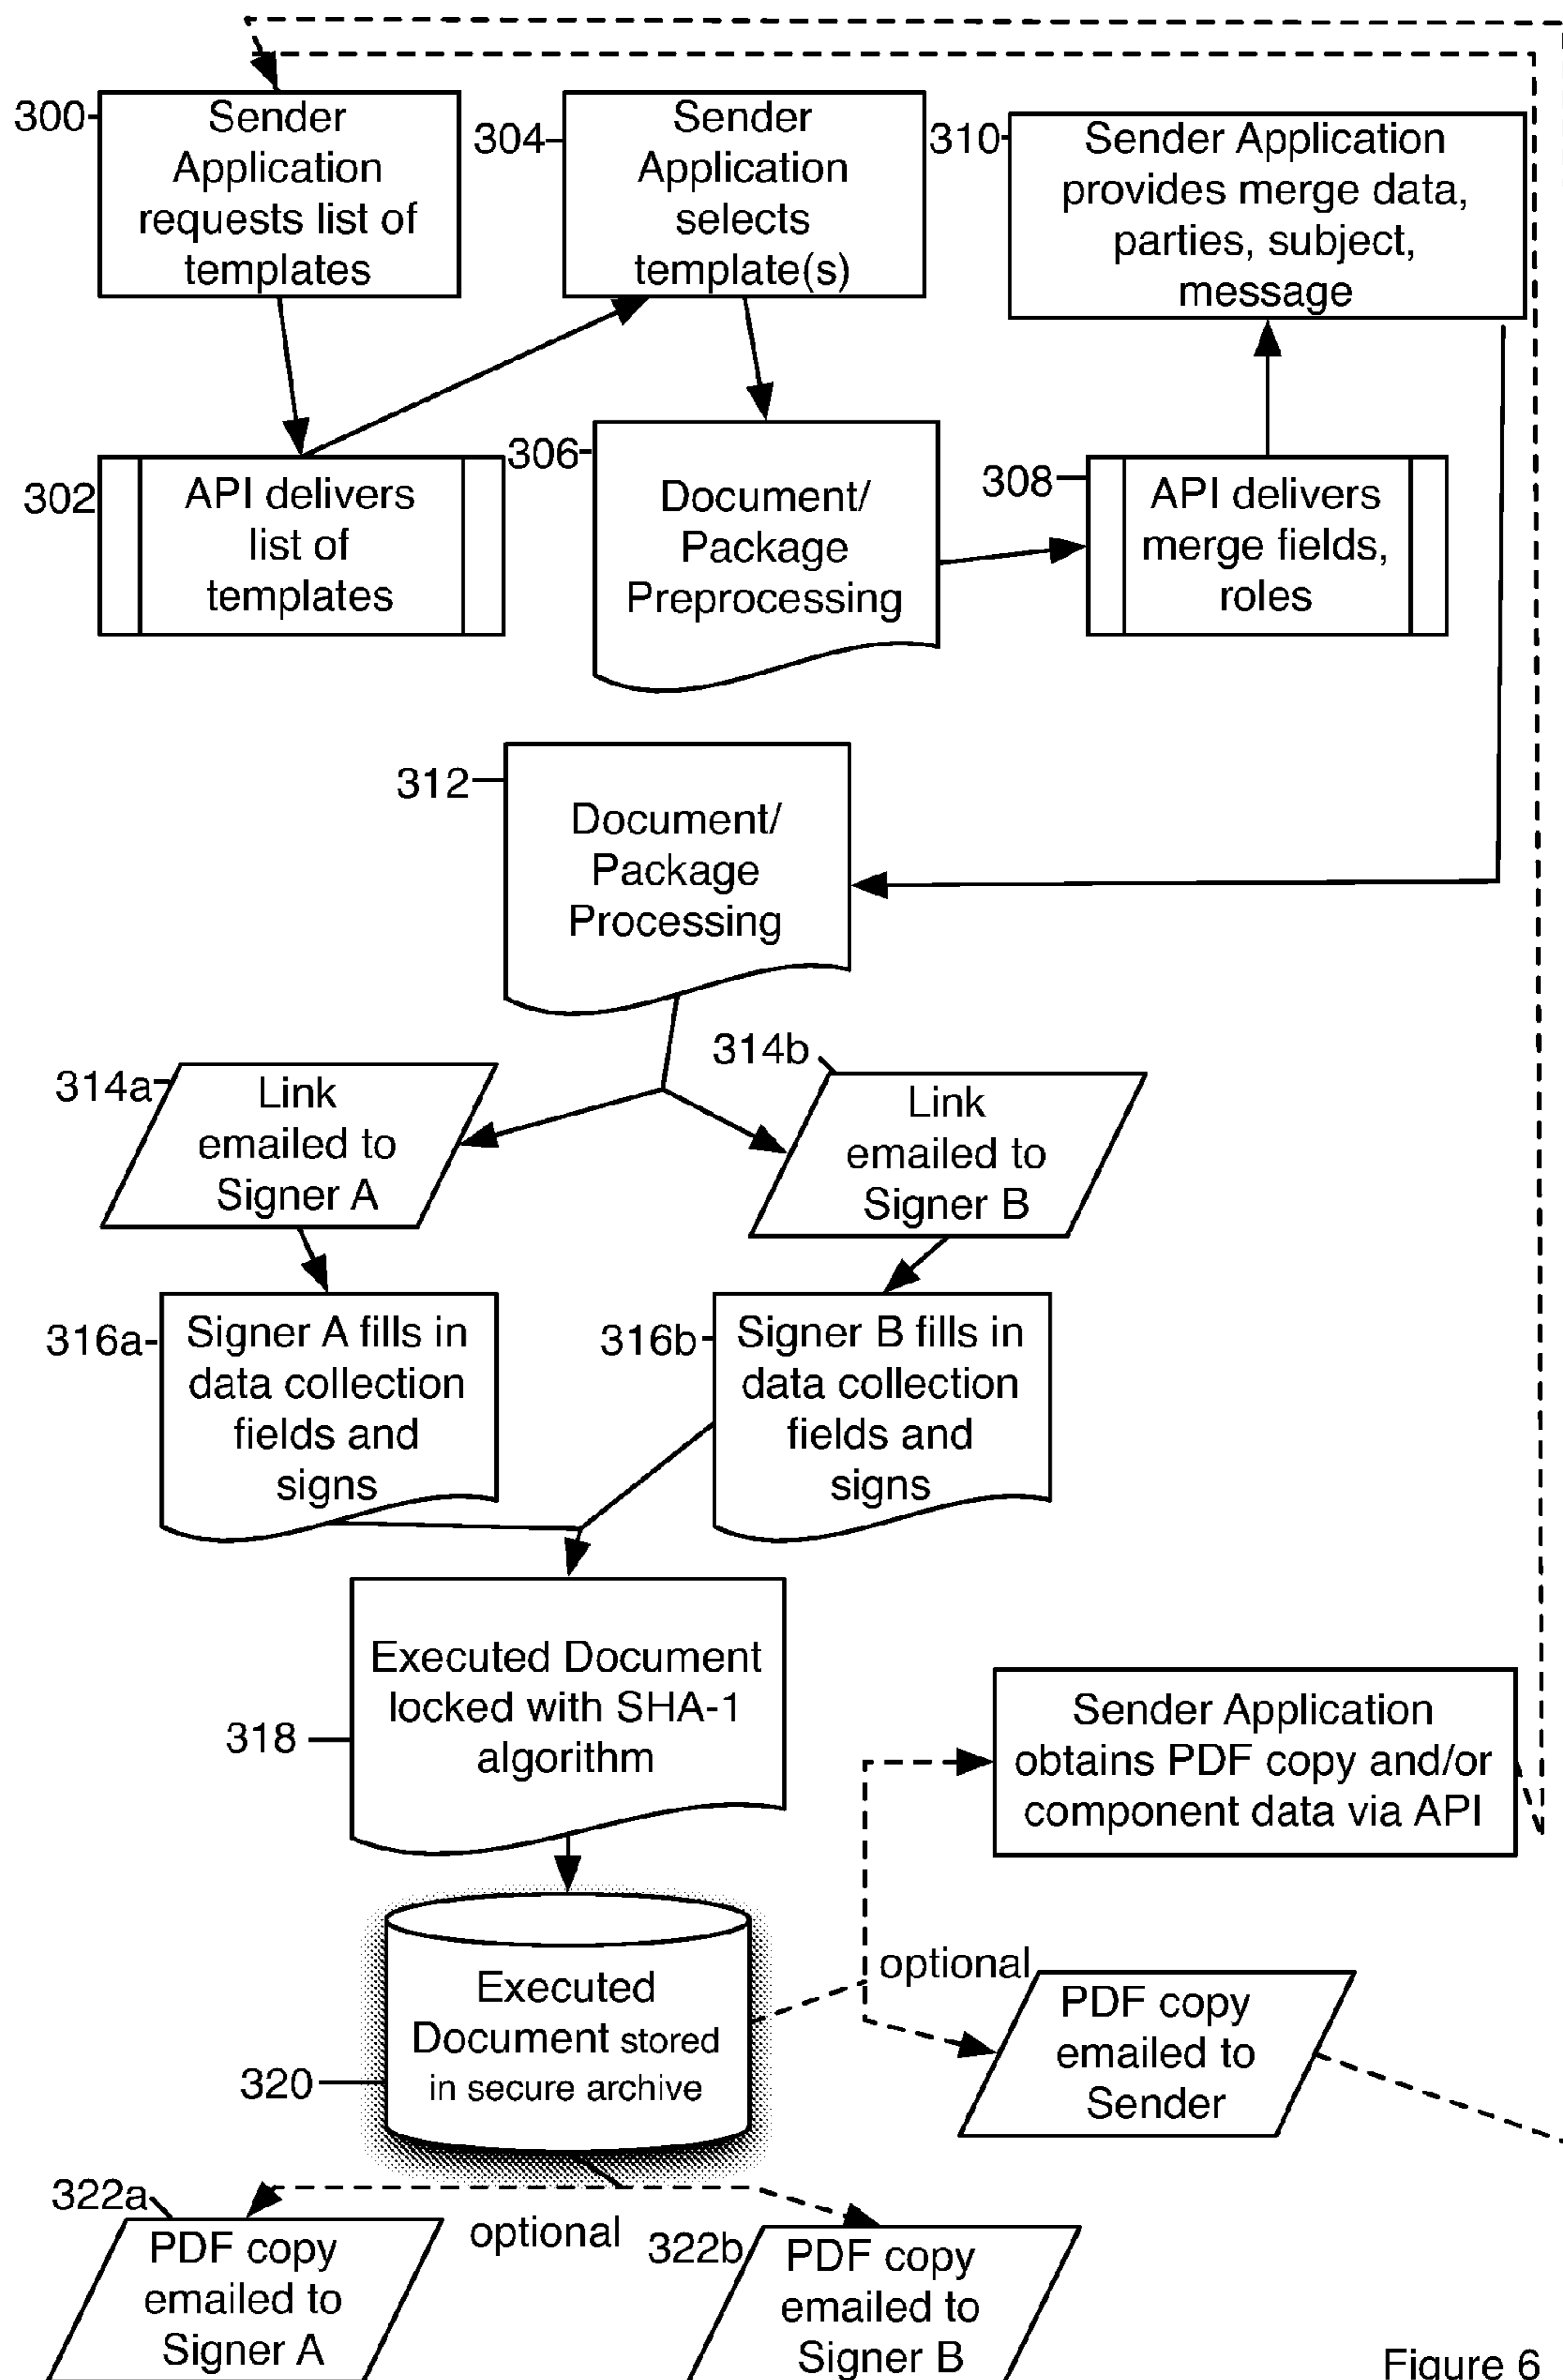 300
Sender
Application
requests list of
templates
304
Sender
Application
selects
template(s)
310
Sender Application
provides merge data,
parties, subject,
message
302
API delivers
list of
templates
306
Document/
Package
Preprocessing
308
API delivers
merge fields,
roles
312
Document/
Package
Processing
314a
Link
emailed to
Signer A
314b
Link
emailed to
Signer B
316a
Signer A fills in
data collection
fields and
signs
316b
Signer B fills in
data collection
fields and
signs
318
Executed Document
locked with SHA-1
algorithm
Sender Application
obtains PDF copy and/or
component data via API
320
Executed
Document stored
in secure archive
optional
PDF copy
emailed to
Sender
322a
PDF copy
emailed to
Signer A
optional
322b
PDF copy
emailed to
Signer B
Figure 6